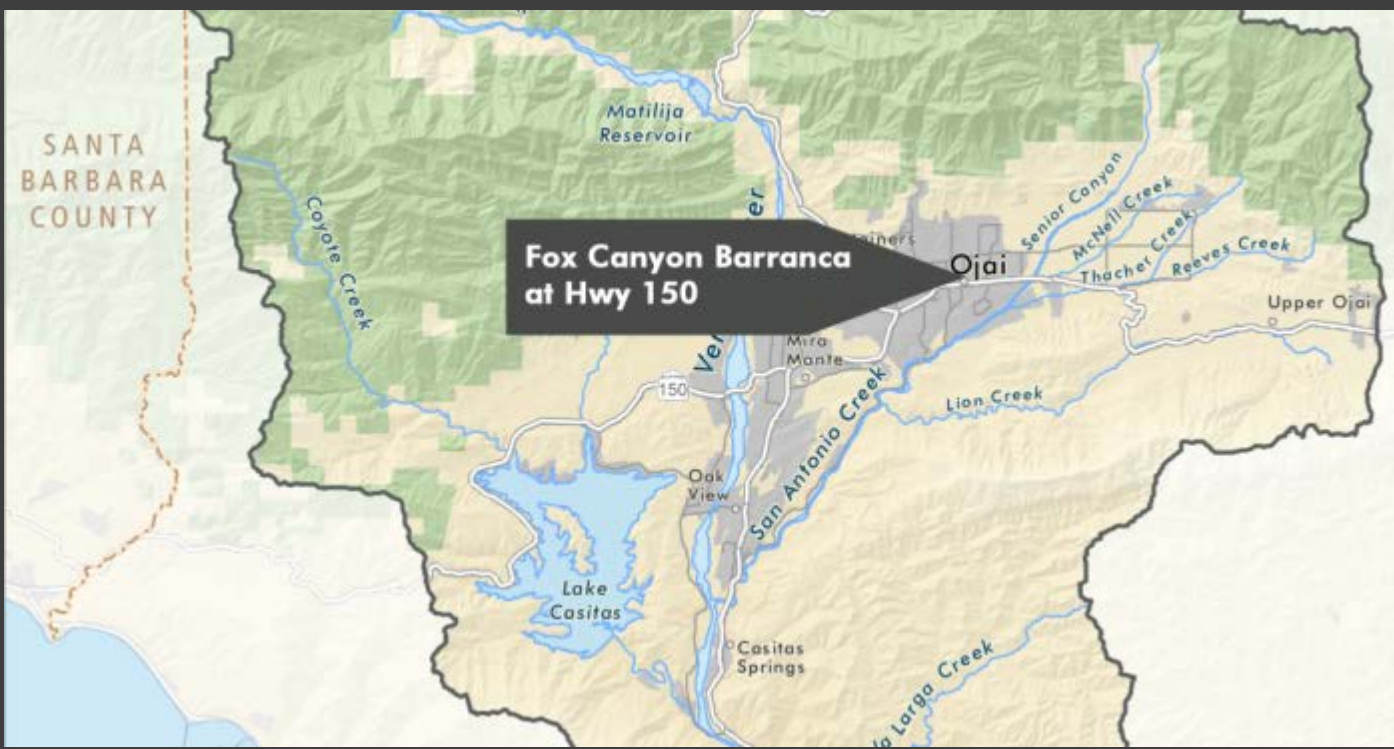 Matilija
Reservoir
SANTA
BARBARA
COUNTY
Coyote Creek
Senior Canyon
McNell Creek
Thacher Creek
Reeves Creek
Fox Canyon Barranca
at Hwy 150
Ojai
Upper Ojai
Mira
Monte
150
Lion Creek
San Antonio Creek
Oak
View
Lake
Casitas
Casitas
Springs
Larga Creek